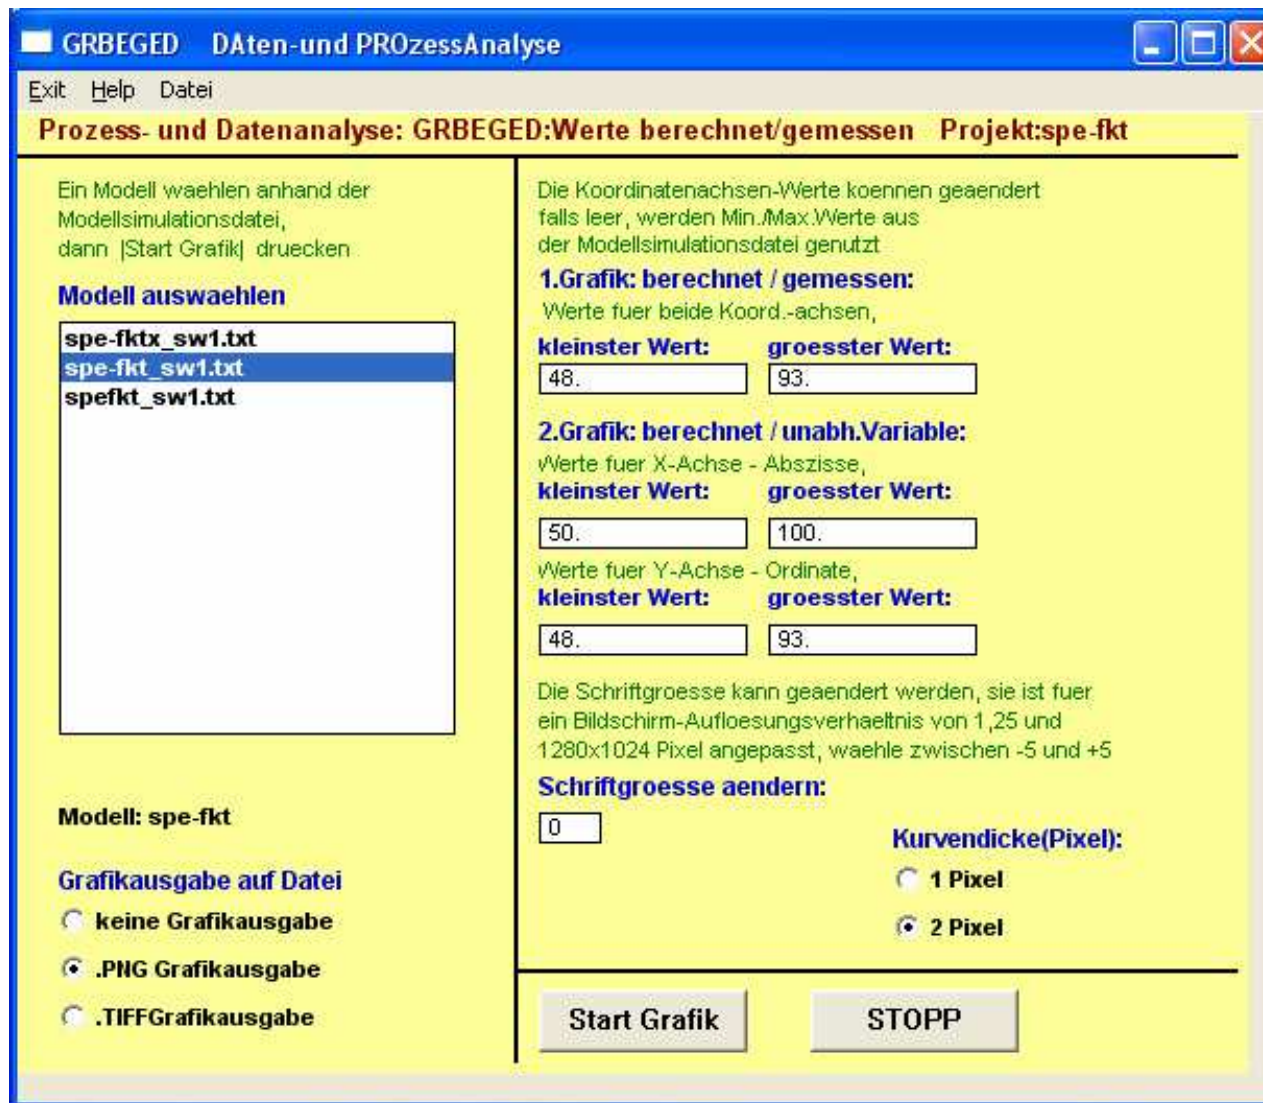 GRBEGED DAten-und PROzessAnalyse
Exit Help Datei
Prozess- und Datenanalyse: GRBEGED:Werte berechnet/gemessen Projekt:spe-fkt
Ein Modell waehlen anhand der
Modellsimulationsdatei,
dann |Start Grafik| druecken
Modell auswaehlen
spe-fktx_sw1.txt
spe-fkt_sw1.txt
spefkt_sw1.txt
Modell: spe-fkt
Grafikausgabe auf Datei
keine Grafikausgabe
.PNG Grafikausgabe
.TIFFGrafikausgabe
Die Koordinatenachsen-Werte koennen geaendert
falls leer, werden Min./Max.Werte aus
der Modellsimulationsdatei genutzt
1.Grafik: berechnet / gemessen:
Werte fuer beide Koord.-achsen,
kleinster Wert: groesster Wert:
48. 93.
2.Grafik: berechnet / unabh.Variable:
Werte fuer X-Achse - Abszisse,
kleinster Wert: groesster Wert:
50. 100.
Werte fuer Y-Achse - Ordinate,
kleinster Wert: groesster Wert:
48. 93.
Die Schriftgroesse kann geaendert werden, sie ist fuer
ein Bildschirm-Aufloesungsverhaeltnis von 1,25 und
1280x1024 Pixel angepasst, waehle zwischen -5 und +5
Schriftgroesse aendern:
0
Kurvendicke(Pixel):
1 Pixel
2 Pixel
Start Grafik STOPP